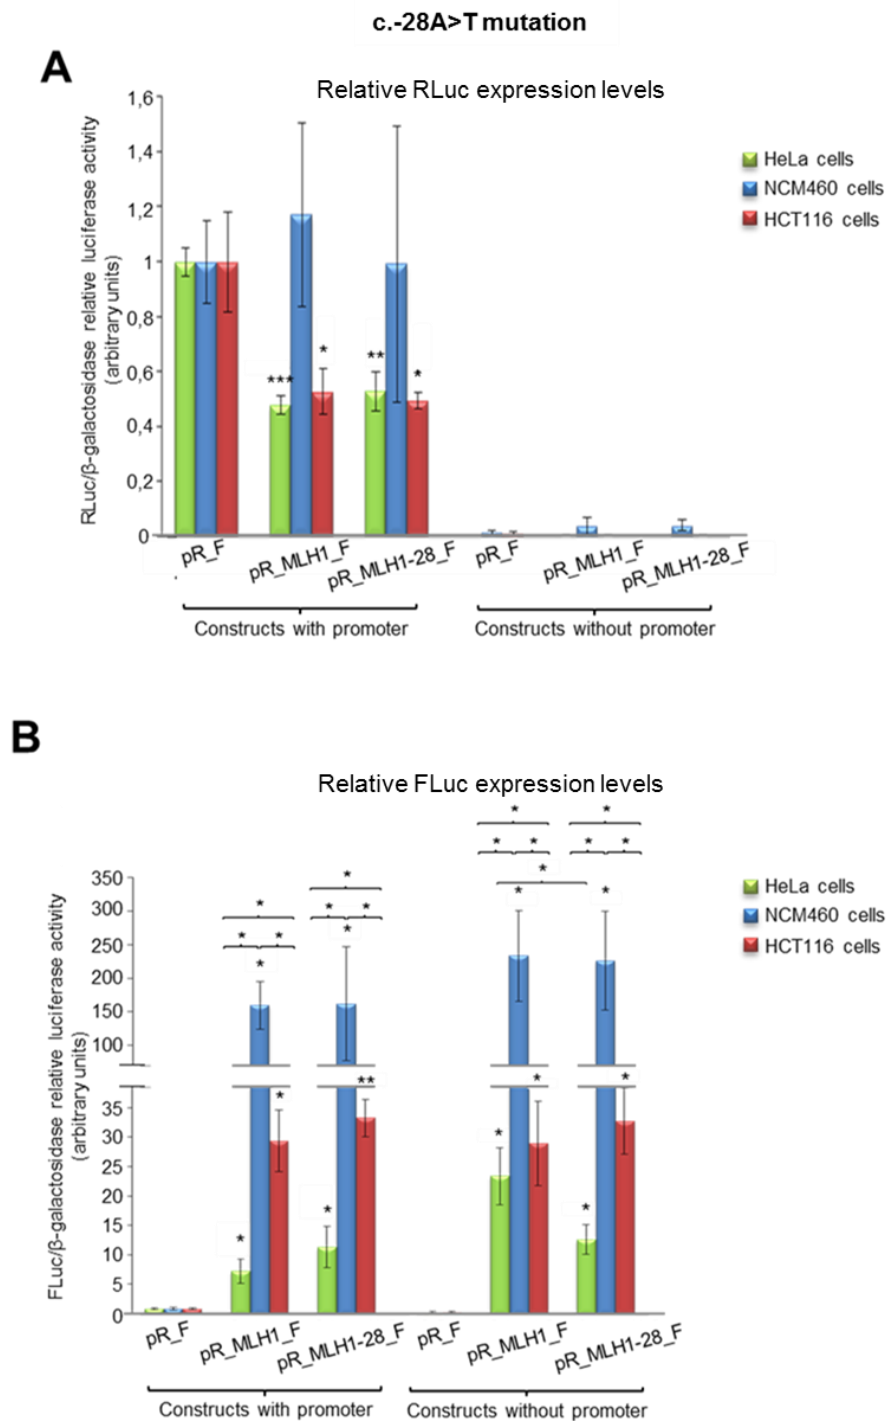 c.-28A>T mutation
A
Relative RLuc expression levels
RLuc/β-galactosidase relative luciferase activity
(arbitrary units)
1,6
1,4
1,2
1
0,8
0,6
0,4
0,2
0
HeLa cells
NCM460 cells
HCT116 cells
***
*
**
*
pR_F
pR_MLH1_F
pR_MLH1-28_F
pR_F
pR_MLH1_F
pR_MLH1-28_F
Constructs with promoter
Constructs without promoter
B
Relative FLuc expression levels
FLuc/β-galactosidase relative luciferase activity
(arbitrary units)
350
300
250
200
150
100
35
30
25
20
15
10
5
0
HeLa cells
NCM460 cells
HCT116 cells
* *
* * * *
* *
* * *
* * * *
* *
* ** * *
* * * *
pR_F
pR_MLH1_F
pR_MLH1-28_F
pR_F
pR_MLH1_F
pR_MLH1-28_F
Constructs with promoter
Constructs without promoter